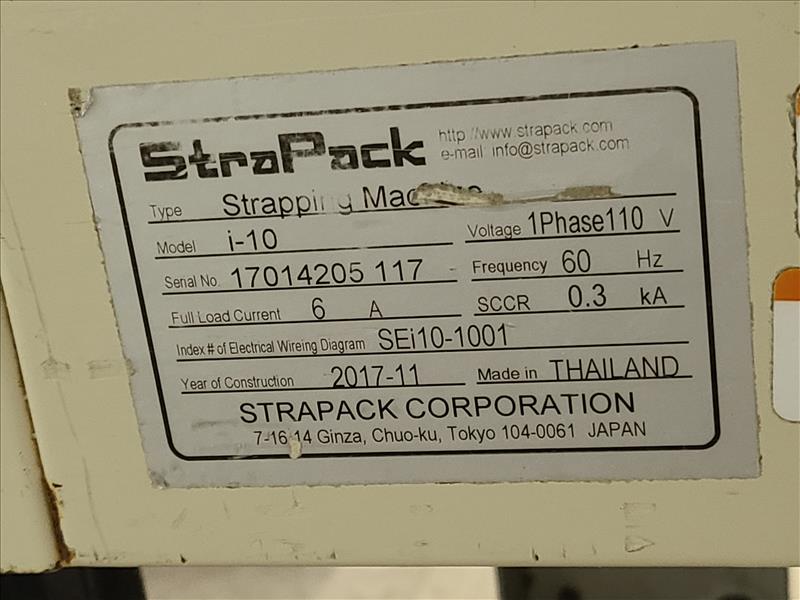 StraPack
http://www.strapack.com
e-mail: info@strapack.com
Type Strapping Machine
Model i-10 Voltage 1Phase110 V
Serial No. 17014205 117 Frequency 60 Hz
Full Load Current 6 A SCCR 0.3 kA
Index # of Electrical Wireing Diagram SEi10-1001
Year of Construction 2017-11 Made in THAILAND
STRAPACK CORPORATION
7-16-14 Ginza, Chuo-ku, Tokyo 104-0061 JAPAN